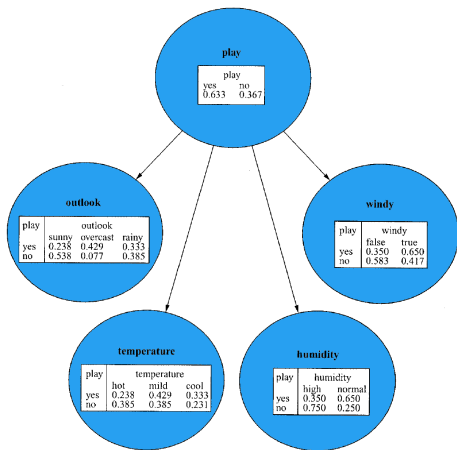 play
play
yes no
0.633 0.367
outlook
play outlook
sunny overcast rainy
yes 0.238 0.429 0.333
no 0.538 0.077 0.385
windy
play windy
false true
yes 0.350 0.650
no 0.583 0.417
temperature
play temperature
hot mild cool
yes 0.238 0.429 0.333
no 0.385 0.385 0.231
humidity
play humidity
high normal
yes 0.350 0.650
no 0.750 0.250